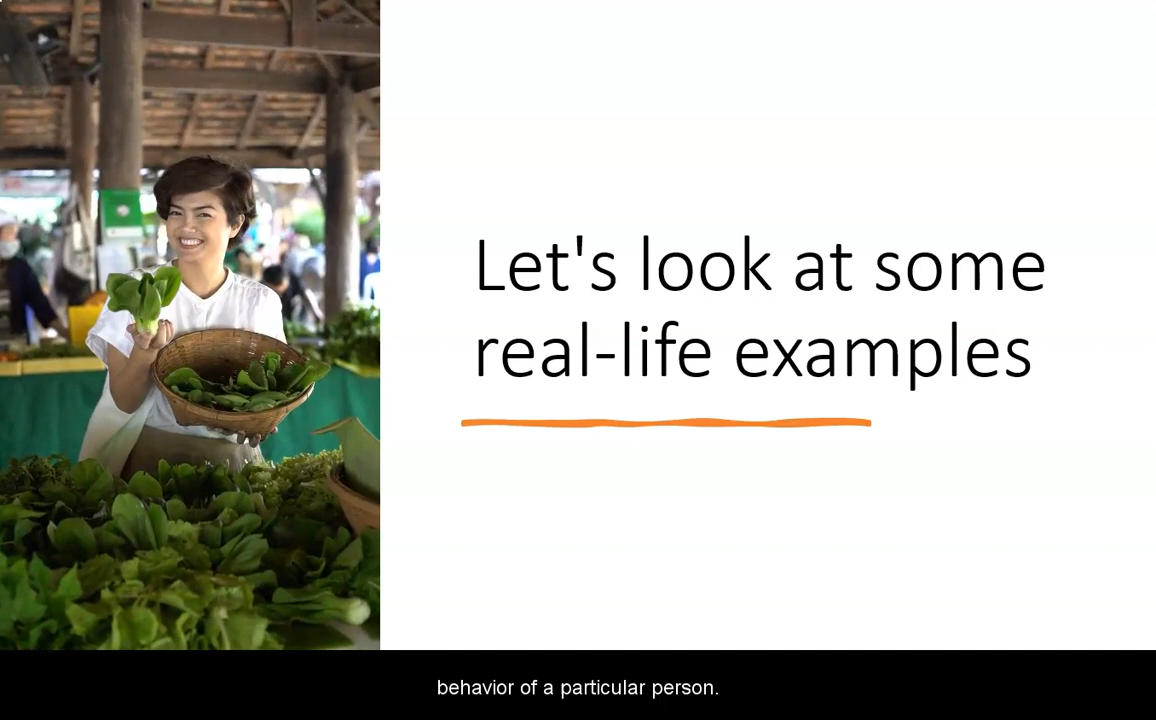 Let's look at some
real-life examples
behavior of a particular person.